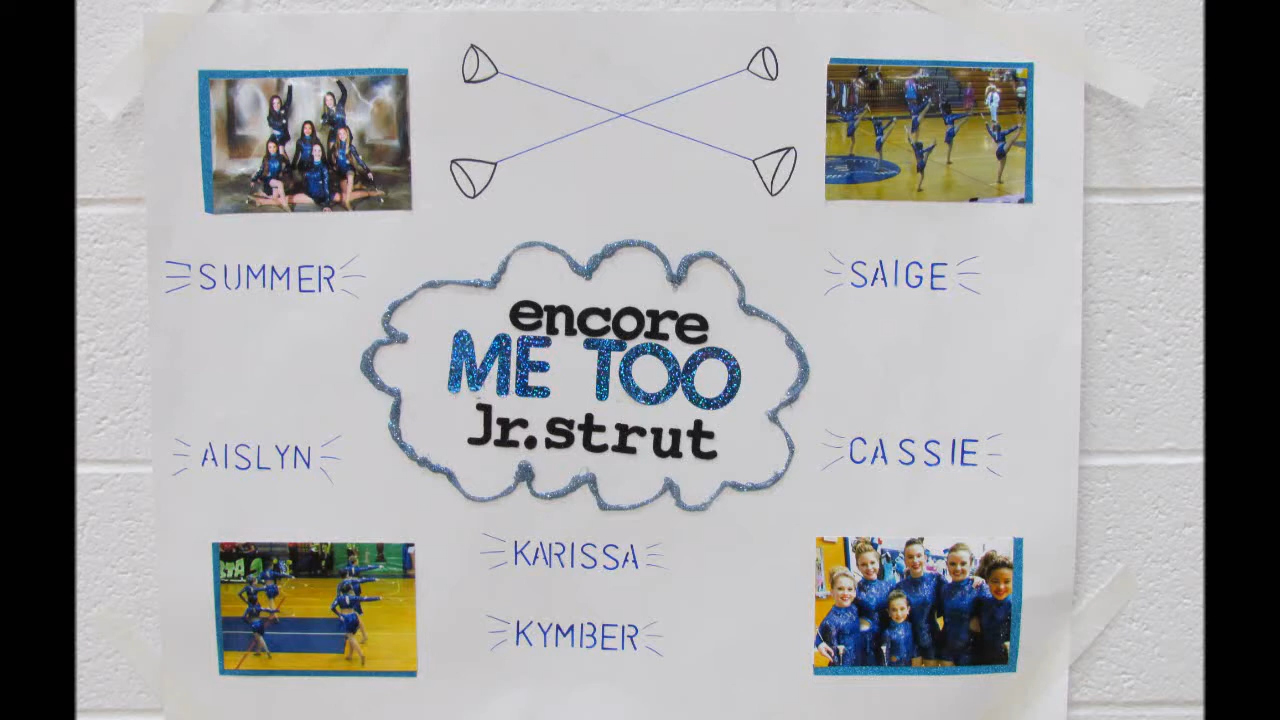 SUMMER
SAIGE
encore
ME TOO
Jr.strut
AISLYN
CASSIE
KARISSA
KYMBER